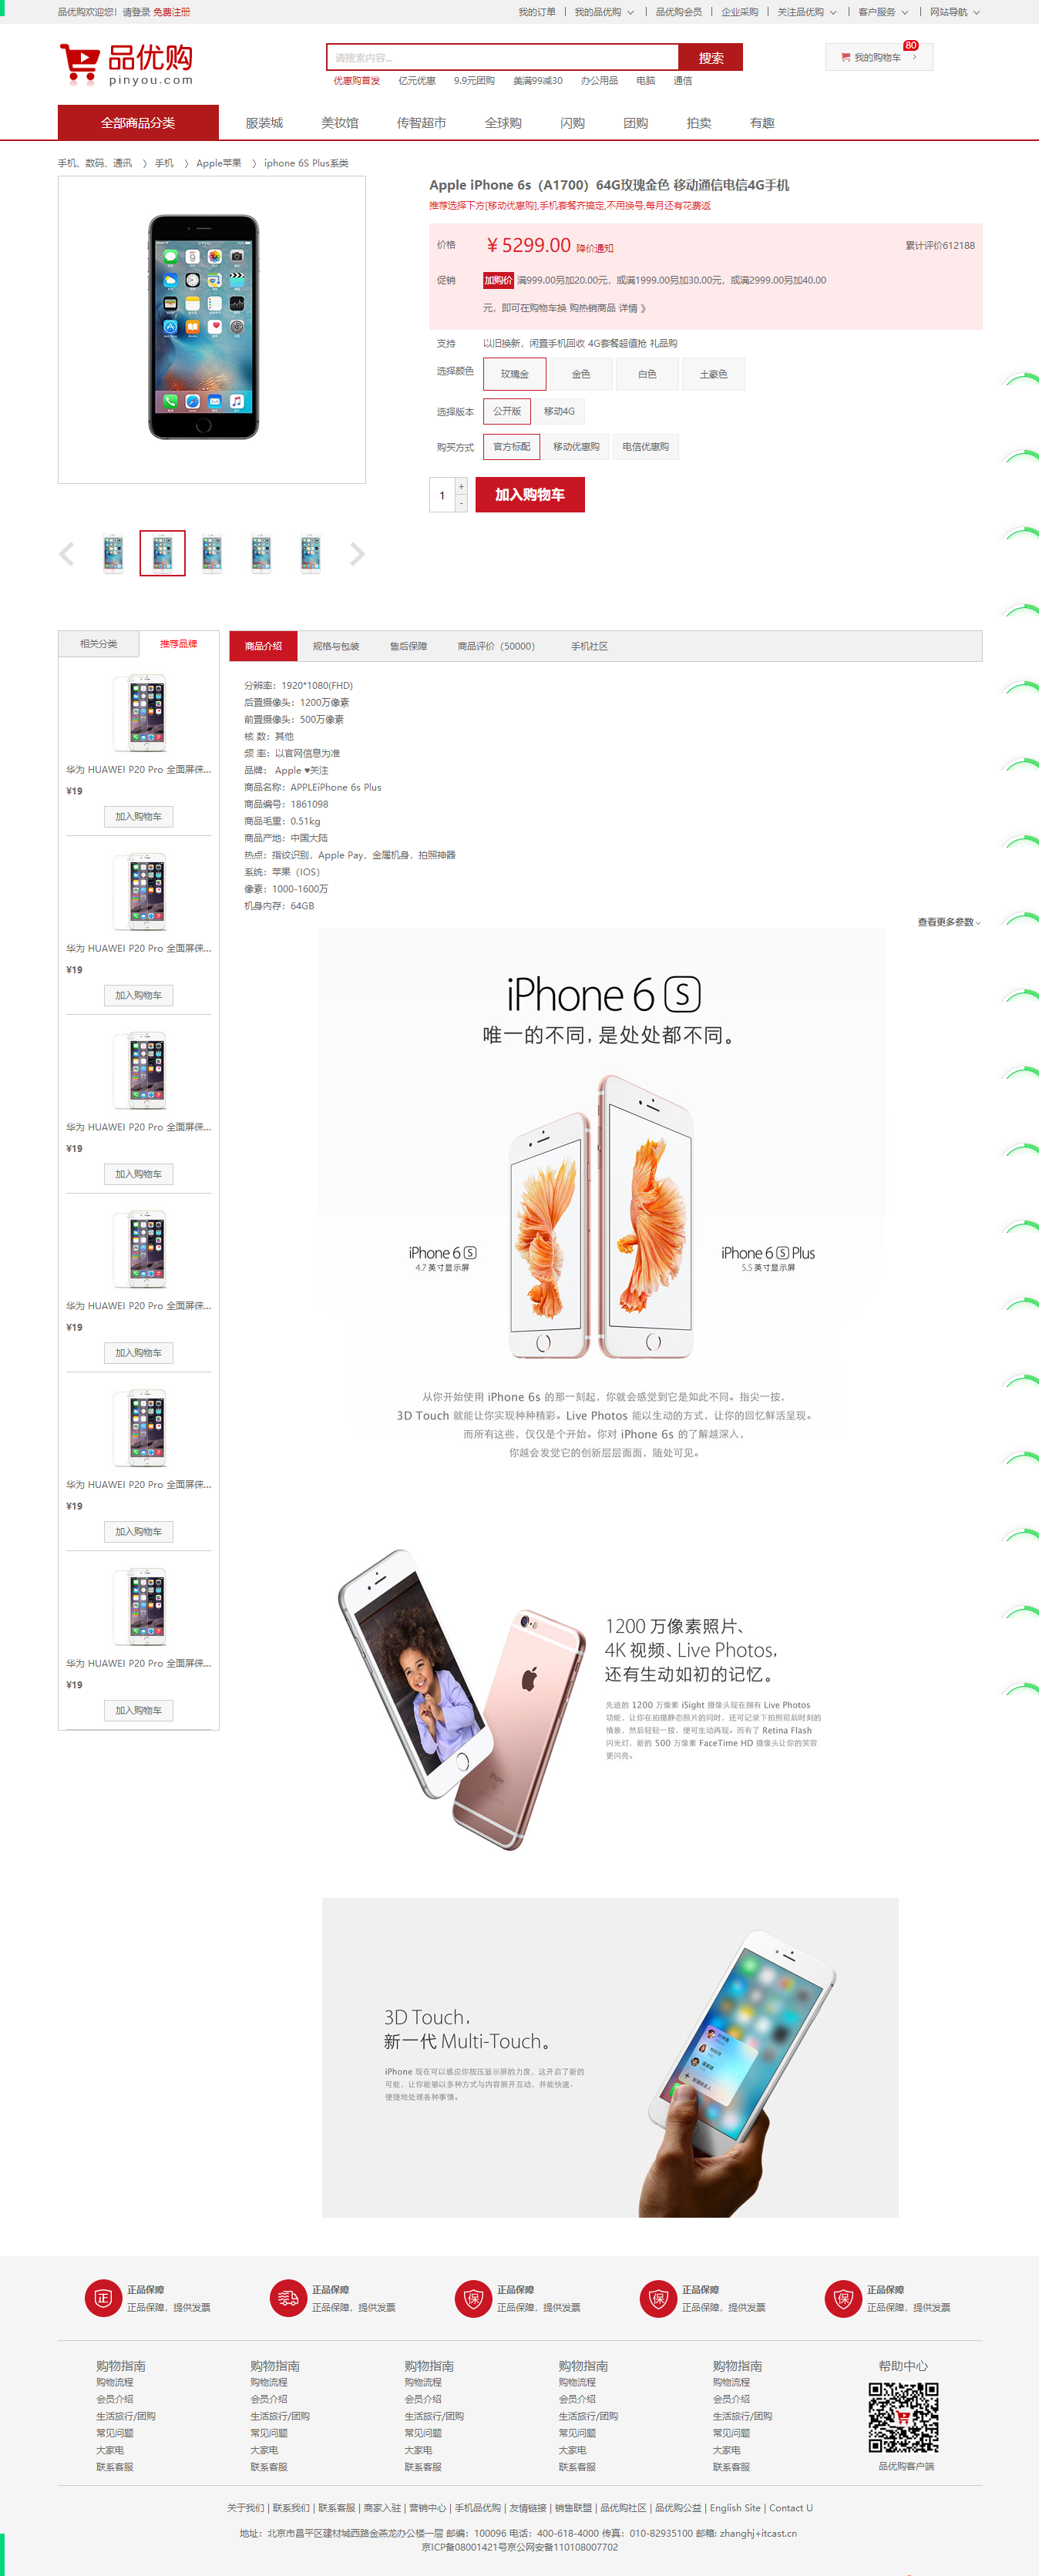 品优购欢迎您！请登录 免费注册
我的订单 | 我的品优购 | 品优购会员 | 企业采购 | 关注品优购 | 客户服务 | 网站导航
品优购
pinyou.com
请搜索内容...
搜索
我的购物车
80
优惠购首发 亿元优惠 9.9元团购 美满99减30 办公用品 电脑 通信
全部商品分类 服装城 美妆馆 传智超市 全球购 闪购 团购 拍卖 有趣
手机、数码、通讯 〉 手机 〉 Apple苹果 〉 iphone 6S Plus系类
Apple iPhone 6s（A1700）64G玫瑰金色 移动通信电信4G手机
推荐选择下方[移动优惠购],手机套餐齐搞定,不用换号,每月还有花费返
价格 ¥5299.00 降价通知 累计评价612188
促销 加购价 满999.00另加20.00元，或满1999.00另加30.00元，或满2999.00另加40.00
元，即可在购物车换 购热销商品 详情 》
支持 以旧换新，闲置手机回收 4G套餐超值抢 礼品购
选择颜色 玫瑰金 金色 白色 土豪色
选择版本 公开版 移动4G
购买方式 官方标配 移动优惠购 电信优惠购
1 + - 加入购物车
相关分类 推荐品牌
商品介绍 规格与包装 售后保障 商品评价（50000） 手机社区
华为 HUAWEI P20 Pro 全面屏徕...
¥19
加入购物车
华为 HUAWEI P20 Pro 全面屏徕...
¥19
加入购物车
华为 HUAWEI P20 Pro 全面屏徕...
¥19
加入购物车
华为 HUAWEI P20 Pro 全面屏徕...
¥19
加入购物车
华为 HUAWEI P20 Pro 全面屏徕...
¥19
加入购物车
华为 HUAWEI P20 Pro 全面屏徕...
¥19
加入购物车
分辨率：1920*1080(FHD)
后置摄像头：1200万像素
前置摄像头：500万像素
核 数：其他
频 率：以官网信息为准
品牌： Apple ♥关注
商品名称：APPLEiPhone 6s Plus
商品编号：1861098
商品毛重：0.51kg
商品产地：中国大陆
热点：指纹识别，Apple Pay，金属机身，拍照神器
系统：苹果（IOS）
像素：1000-1600万
机身内存：64GB
查看更多参数
iPhone 6 S
唯一的不同，是处处都不同。
iPhone 6 S
4.7 英寸显示屏
iPhone 6 S Plus
5.5 英寸显示屏
从你开始使用 iPhone 6s 的那一刻起，你就会感觉到它是如此不同。指尖一按，
3D Touch 就能让你实现种种精彩。Live Photos 能以生动的方式，让你的回忆鲜活呈现。
而所有这些，仅仅是个开始。你对 iPhone 6s 的了解越深入，
你越会发觉它的创新层层面面，随处可见。
1200 万像素照片、
4K 视频、Live Photos，
还有生动如初的记忆。
先进的 1200 万像素 iSight 摄像头现在拥有 Live Photos
功能，让你在拍摄静态照片的同时，还可记录下拍照前后时刻的
情景，然后轻轻一按，便可生动再现。而有了 Retina Flash
闪光灯，新的 500 万像素 FaceTime HD 摄像头让你的笑容
更闪亮。
3D Touch，
新一代 Multi-Touch。
iPhone 现在可以感应你按压显示屏的力度，这开启了新的
可能，让你能够以多种方式与内容展开互动，并能快速、
便捷地处理各种事情。
正品保障 正品保障 正品保障 正品保障 正品保障
正品保障，提供发票 正品保障，提供发票 正品保障，提供发票 正品保障，提供发票 正品保障，提供发票
购物指南 购物指南 购物指南 购物指南 购物指南 帮助中心
购物流程 购物流程 购物流程 购物流程 购物流程
会员介绍 会员介绍 会员介绍 会员介绍 会员介绍
生活旅行/团购 生活旅行/团购 生活旅行/团购 生活旅行/团购 生活旅行/团购
常见问题 常见问题 常见问题 常见问题 常见问题
大家电 大家电 大家电 大家电 大家电
联系客服 联系客服 联系客服 联系客服 联系客服 品优购客户端
关于我们 | 联系我们 | 联系客服 | 商家入驻 | 营销中心 | 手机品优购 | 友情链接 | 销售联盟 | 品优购社区 | 品优购公益 | English Site | Contact U
地址：北京市昌平区建材城西路金燕龙办公楼一层 邮编：100096 电话：400-618-4000 传真：010-82935100 邮箱: zhanghj+itcast.cn
京ICP备08001421号京公网安备110108007702